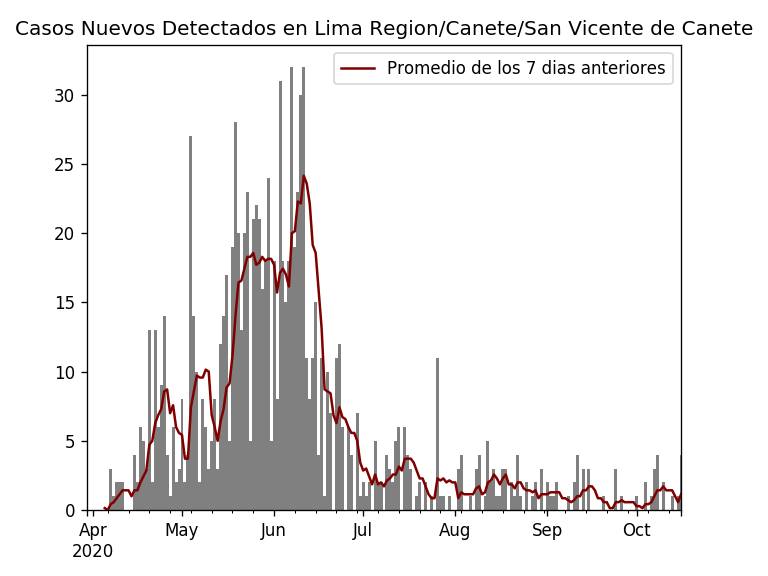 Casos Nuevos Detectados en Lima Region/Canete/San Vicente de Canete
Promedio de los 7 dias anteriores
30
25
20
15
10
5
0
Apr May Jun Jul Aug Sep Oct
2020